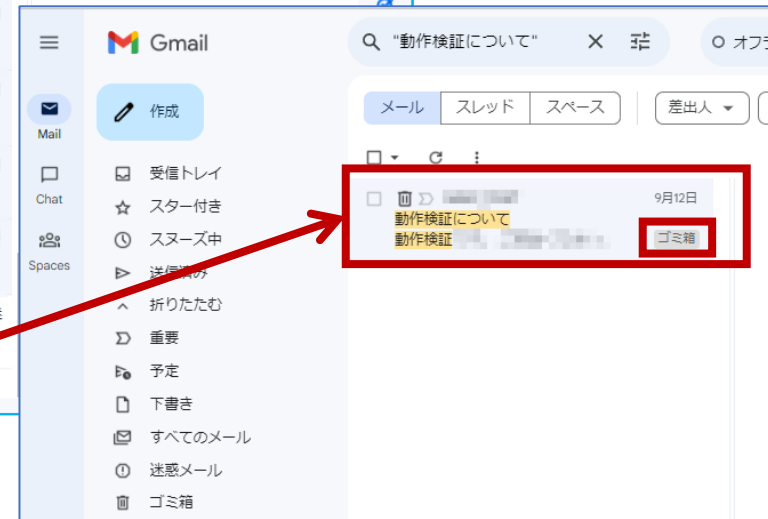 Gmail
"動作検証について"
Mail
Chat
Spaces
作成
受信トレイ
スター付き
スヌーズ中
送信済み
折りたたむ
重要
予定
下書き
すべてのメール
迷惑メール
ゴミ箱
メール
スレッド
スペース
差出人
9月12日
動作検証について
動作検証
ゴミ箱